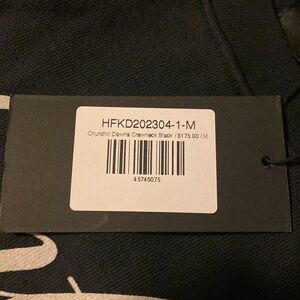 HFKD202304-1-M
Churchill Downs Crewneck Black / $175.00 / M
45745075